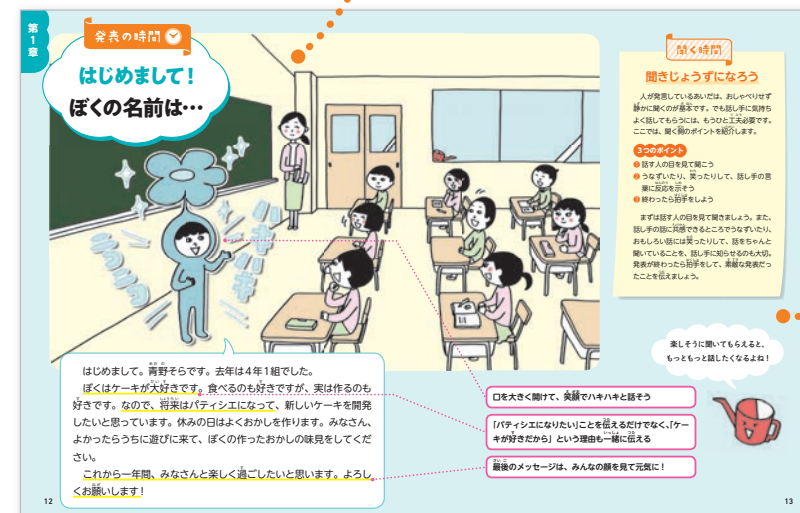 第1章
発表の時間
はじめまして！
ぼくの名前は…
キラキラ
ハキハキ
はじめまして。青野そらです。去年は4年1組でした。
ぼくはケーキが大好きです。食べるのも好きですが、実は作るのも
好きです。なので、将来はパティシエになって、新しいケーキを開発
したいと思っています。休みの日はよくおかしを作ります。みなさん、
よかったらうちに遊びに来て、ぼくの作ったおかしの味見をしてくだ
さい。
これから一年間、みなさんと楽しく過ごしたいと思います。よろし
くお願いします！
12
聞く時間
聞きじょうずになろう
人が発言しているあいだは、おしゃべりせず
静かに聞くのが基本です。でも話し手に気持ち
よく話してもらうには、もうひと工夫必要です。
ここでは、聞く側のポイントを紹介します。
3つのポイント
❶話す人の目を見て聞こう
❷うなずいたり、笑ったりして、話し手の言
葉に反応を示そう
❸終わったら拍手をしよう
まずは話す人の目を見て聞きましょう。また、
話し手の話に共感できるところでうなずいたり、
おもしろい話には笑ったりして、話をちゃんと
聞いていることを、話し手に知らせるのも大切。
発表が終わったら拍手をして、素敵な発表だっ
たことを伝えましょう。
楽しそうに聞いてもらえると、
もっともっと話したくなるよね！
口を大きく開けて、笑顔でハキハキと話そう
「パティシエになりたい」ことを伝えるだけでなく、「ケー
キが好きだから」という理由も一緒に伝える
最後のメッセージは、みんなの顔を見て元気に！
13